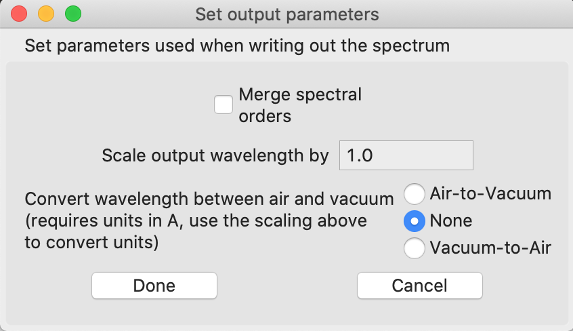 Set output parameters
Set parameters used when writing out the spectrum
Merge spectral
orders
Scale output wavelength by 1.0
Convert wavelength between air and vacuum
(requires units in A, use the scaling above
to convert units)
Air-to-Vacuum
None
Vacuum-to-Air
Done Cancel